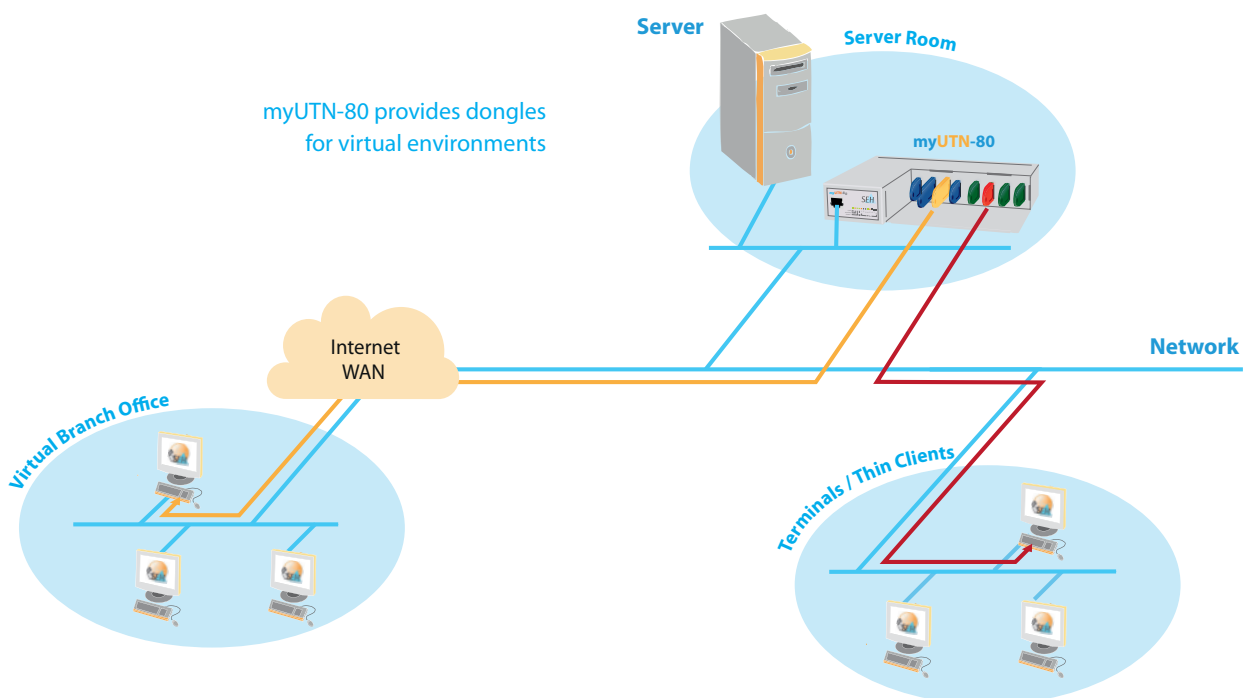 Server
Server Room
myUTN-80 provides dongles
for virtual environments
myUTN-80
SEH
Internet
WAN
Network
Virtual Branch Office
Terminals / Thin Clients